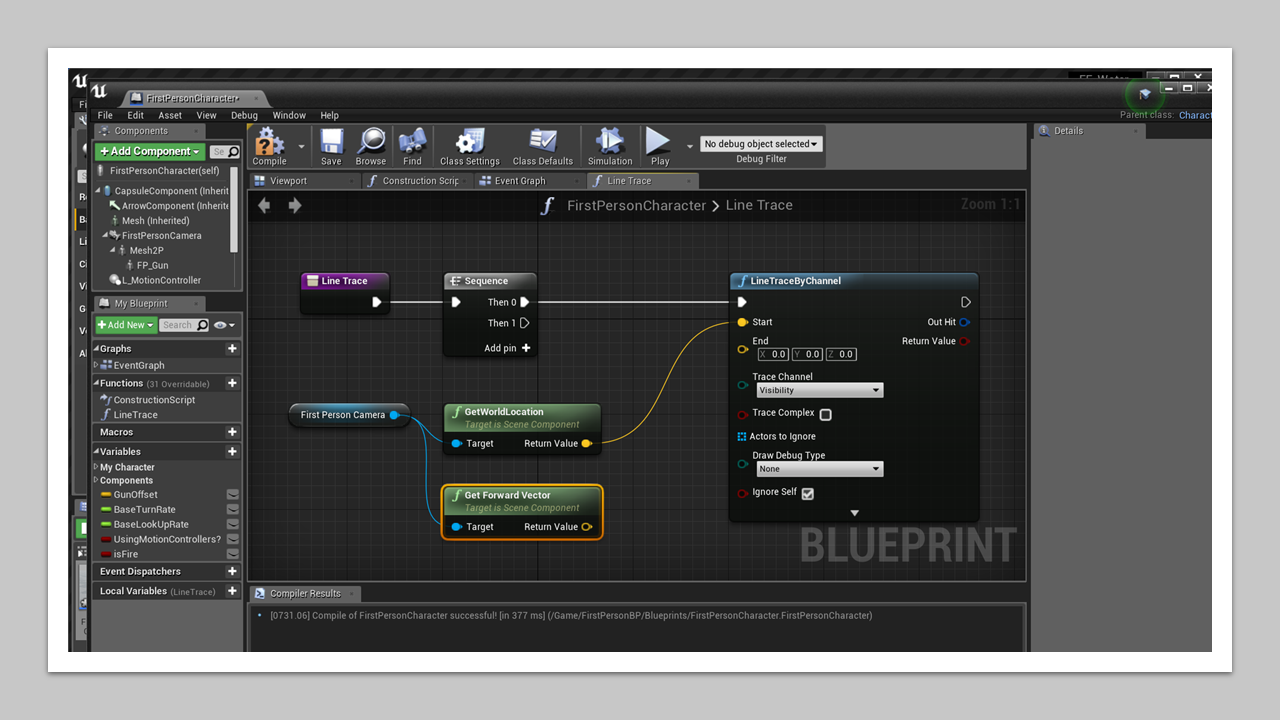 FirstPersonCharacter*
File Edit Asset View Debug Window Help
Parent class: Charac
Components
+ Add Component
Se
FirstPersonCharacter(self)
CapsuleComponent (Inherit
ArrowComponent (Inherite
Mesh (Inherited)
FirstPersonCamera
Mesh2P
FP_Gun
L_MotionController
My Blueprint
+ Add New
Search
Graphs
EventGraph
Functions (31 Overridable)
ConstructionScript
LineTrace
Macros
Variables
My Character
Components
GunOffset
BaseTurnRate
BaseLookUpRate
UsingMotionControllers?
isFire
Event Dispatchers
Local Variables (LineTrace)
Compile Save Browse Find Class Settings Class Defaults Simulation Play
No debug object selected
Debug Filter
Viewport Construction Scrip Event Graph Line Trace
FirstPersonCharacter > Line Trace
Zoom 1:1
Line Trace
Sequence
Then 0
Then 1
Add pin +
First Person Camera
GetWorldLocation
Target is Scene Component
Target Return Value
Get Forward Vector
Target is Scene Component
Target Return Value
LineTraceByChannel
Start Out Hit
End Return Value
X 0.0 Y 0.0 Z 0.0
Trace Channel
Visibility
Trace Complex
Actors to Ignore
Draw Debug Type
None
Ignore Self
BLUEPRINT
Compiler Results
[0731.06] Compile of FirstPersonCharacter successful! [in 377 ms] (/Game/FirstPersonBP/Blueprints/FirstPersonCharacter.FirstPersonCharacter)
Details